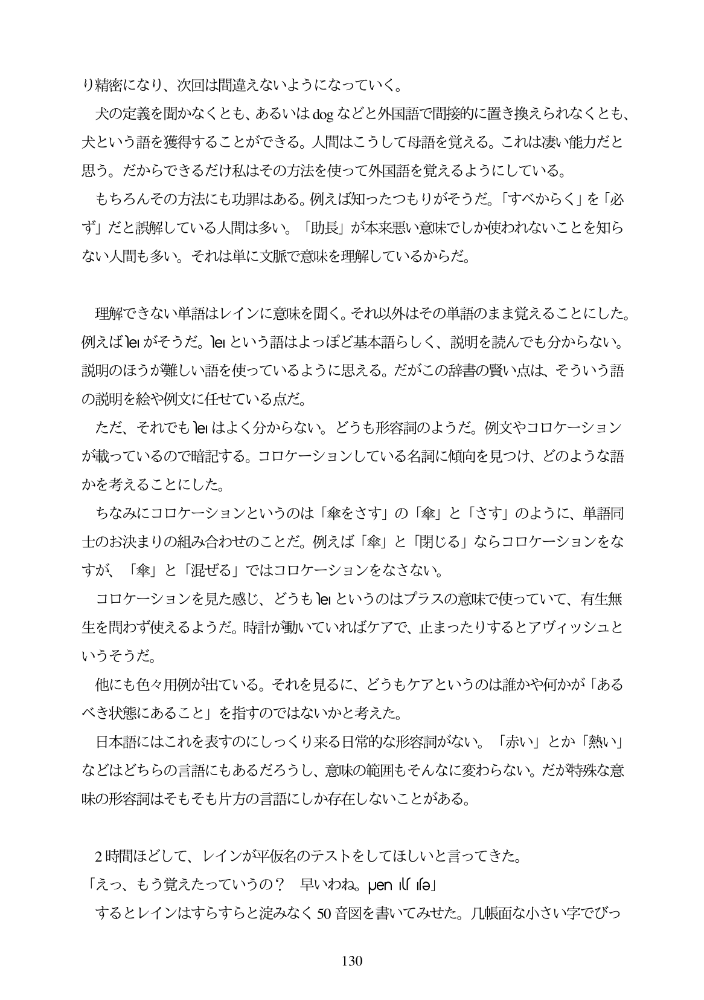 り精密になり、次回は間違えないようになっていく。
犬の定義を聞かなくとも、あるいは dog などと外国語で間接的に置き換えられなくとも、
犬という語を獲得することができる。人間はこうして母語を覚える。これは凄い能力だと
思う。だからできるだけ私はその方法を使って外国語を覚えるようにしている。
もちろんその方法にも功罪はある。例えば知ったつもりがそうだ。「すべからく」を「必
ず」だと誤解している人間は多い。「助長」が本来悪い意味でしか使われないことを知ら
ない人間も多い。それは単に文脈で意味を理解しているからだ。
理解できない単語はレインに意味を聞く。それ以外はその単語のまま覚えることにした。
例えば がそうだ。 という語はよっぽど基本語らしく、説明を読んでも分からない。
説明のほうが難しい語を使っているように思える。だがこの辞書の賢い点は、そういう語
の説明を絵や例文に任せている点だ。
ただ、それでも はよく分からない。どうも形容詞のようだ。例文やコロケーション
が載っているので暗記する。コロケーションしている名詞に傾向を見つけ、どのような語
かを考えることにした。
ちなみにコロケーションというのは「傘をさす」の「傘」と「さす」のように、単語同
士のお決まりの組み合わせのことだ。例えば「傘」と「閉じる」ならコロケーションをな
すが、「傘」と「混ぜる」ではコロケーションをなさない。
コロケーションを見た感じ、どうも というのはプラスの意味で使っていて、有生無
生を問わず使えるようだ。時計が動いていればケアで、止まったりするとアヴィッシュと
いうそうだ。
他にも色々用例が出ている。それを見るに、どうもケアというのは誰かや何かが「ある
べき状態にあること」を指すのではないかと考えた。
日本語にはこれを表すのにしっくり来る日常的な形容詞がない。「赤い」とか「熱い」
などはどちらの言語にもあるだろうし、意味の範囲もそんなに変わらない。だが特殊な意
味の形容詞はそもそも片方の言語にしか存在しないことがある。
2 時間ほどして、レインが平仮名のテストをしてほしいと言ってきた。
「えっ、もう覚えたっていうの？　早いわね。 」
するとレインはすらすらと淀みなく 50 音図を書いてみせた。几帳面な小さい字でびっ
130